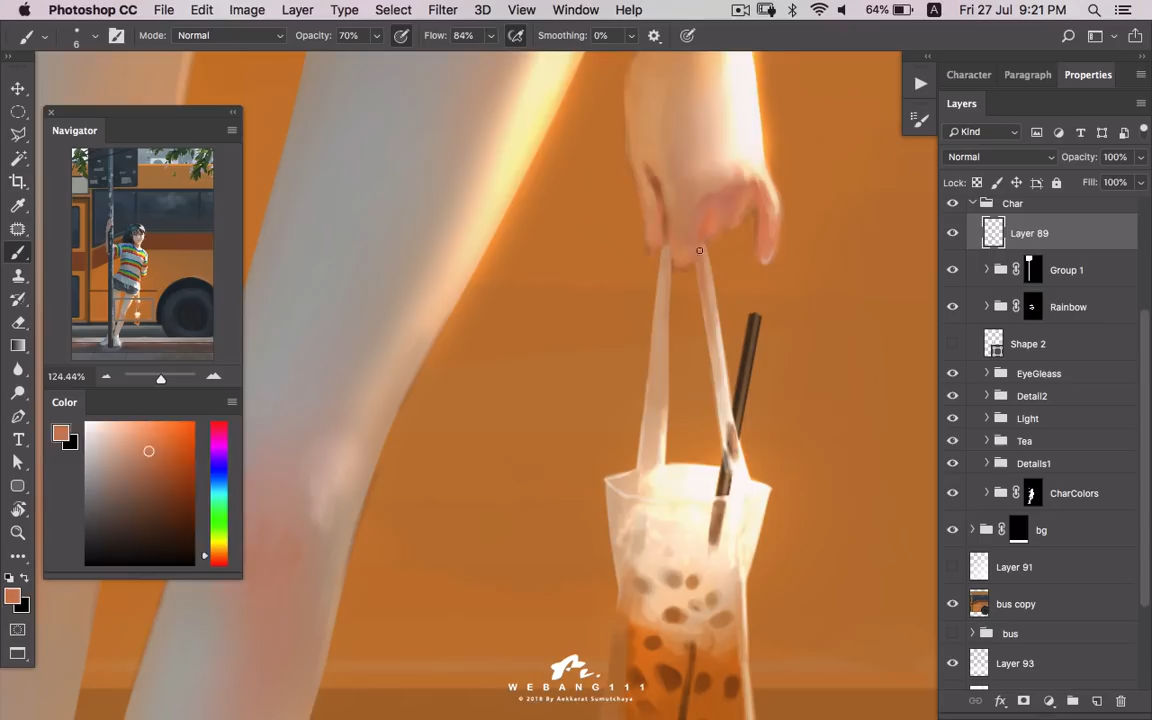 Photoshop CC File Edit Image Layer Type Select Filter 3D View Window Help 64% A Fri 27 Jul 9:21 PM
6 Mode: Normal Opacity: 70% Flow: 84% Smoothing: 0%
Character Paragraph Properties
Layers
Kind
Normal Opacity: 100%
Lock: Fill: 100%
Char
Layer 89
Group 1
Rainbow
Shape 2
EyeGleass
Detail2
Light
Tea
Details1
CharColors
bg
Layer 91
bus copy
bus
Layer 93
fx
Navigator
124.44%
Color
T
WEBANG111
© 2018 By Aekkarat Sumutchaya